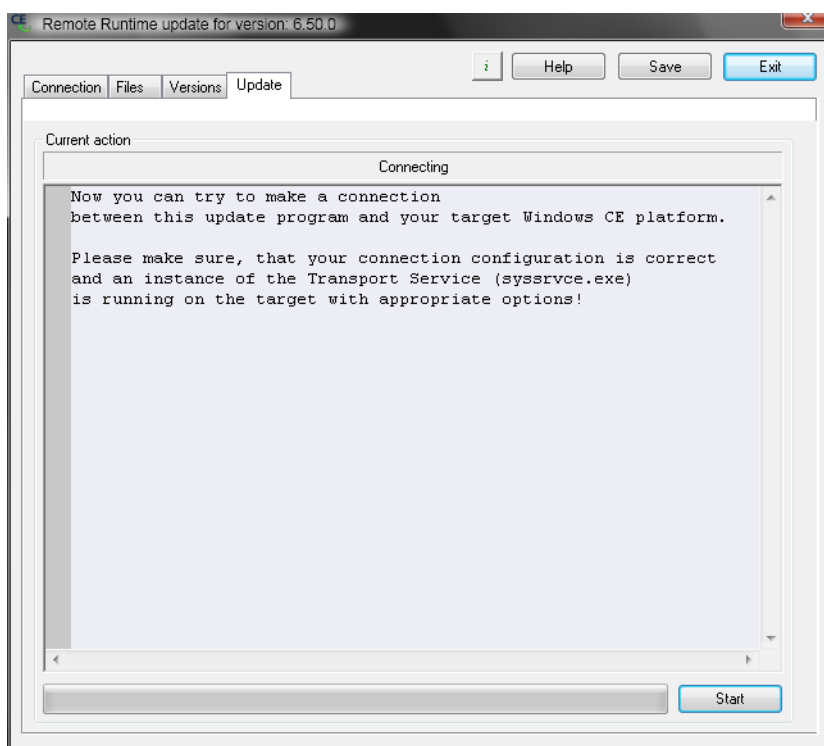 CE
Remote Runtime update for version: 6.50.0
x
i Help Save Exit
Connection Files Versions Update
Current action
Connecting
Now you can try to make a connection
between this update program and your target Windows CE platform.
Please make sure, that your connection configuration is correct
and an instance of the Transport Service (syssrvce.exe)
is running on the target with appropriate options!
Start